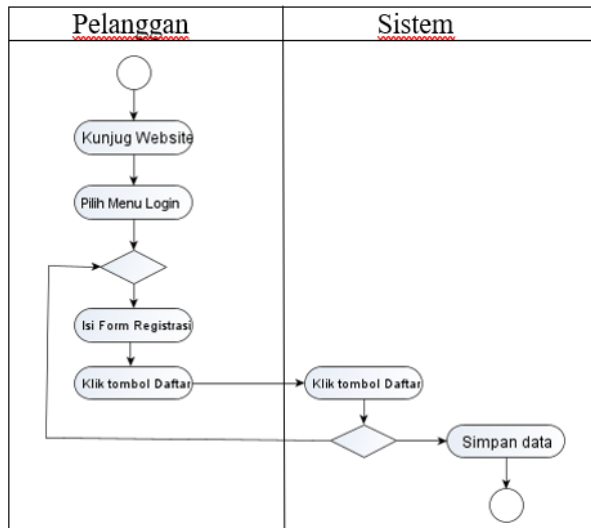 Pelanggan
Sistem
Kunjug Website
Pilih Menu Login
Isi Form Registrasi
Klik tombol Daftar
Klik tombol Daftar
Simpan data